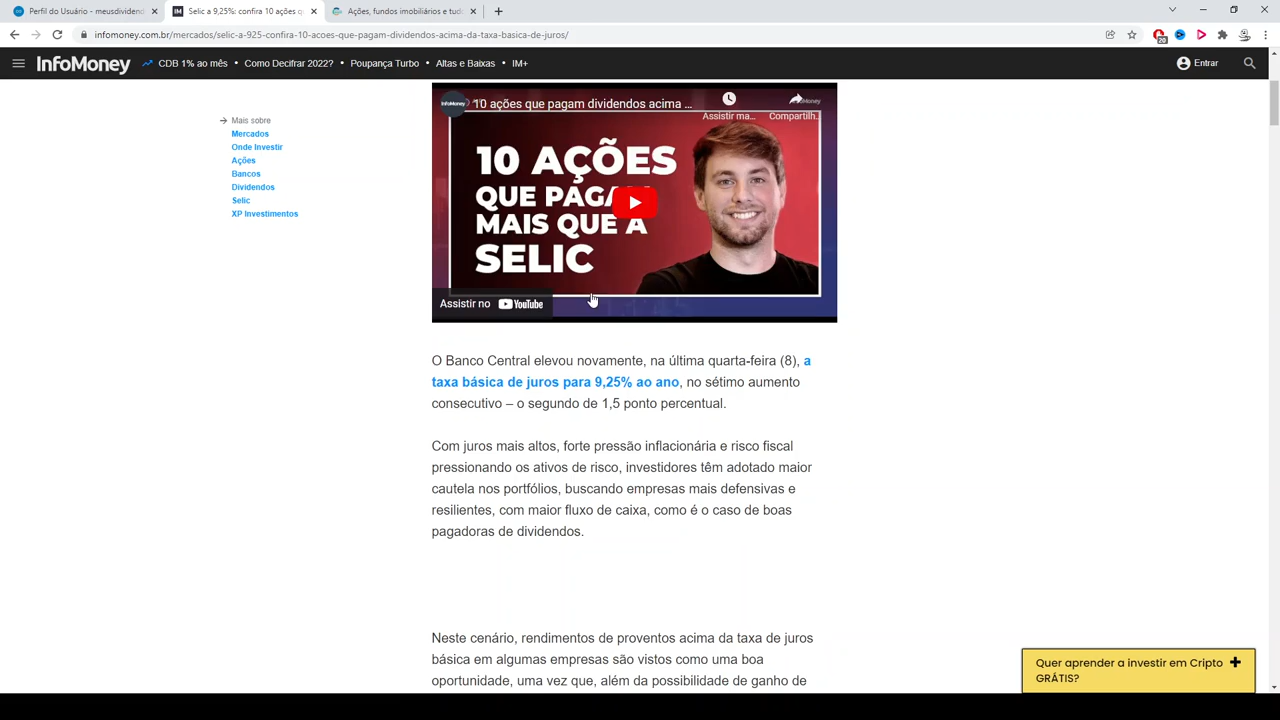 Perfil do Usuário - meusdividend
Selic a 9,25%: confira 10 ações q
Ações, fundos imobiliários e tud
infomoney.com.br/mercados/selic-a-925-confira-10-acoes-que-pagam-dividendos-acima-da-taxa-basica-de-juros/
20
InfoMoney
CDB 1% ao mês • Como Decifrar 2022? • Poupança Turbo • Altas e Baixas • IM+
Entrar
Mais sobre
Mercados
Onde Investir
Ações
Bancos
Dividendos
Selic
XP Investimentos
InfoMoney
10 ações que pagam dividendos acima ...
Assistir ma...
Compartilh...
InfoMoney
10 AÇÕES
QUE PAGAM
MAIS QUE A
SELIC
Assistir no YouTube
O Banco Central elevou novamente, na última quarta-feira (8), a
taxa básica de juros para 9,25% ao ano, no sétimo aumento
consecutivo – o segundo de 1,5 ponto percentual.
Com juros mais altos, forte pressão inflacionária e risco fiscal
pressionando os ativos de risco, investidores têm adotado maior
cautela nos portfólios, buscando empresas mais defensivas e
resilientes, com maior fluxo de caixa, como é o caso de boas
pagadoras de dividendos.
Neste cenário, rendimentos de proventos acima da taxa de juros
básica em algumas empresas são vistos como uma boa
oportunidade, uma vez que, além da possibilidade de ganho de
Quer aprender a investir em Cripto
GRÁTIS?